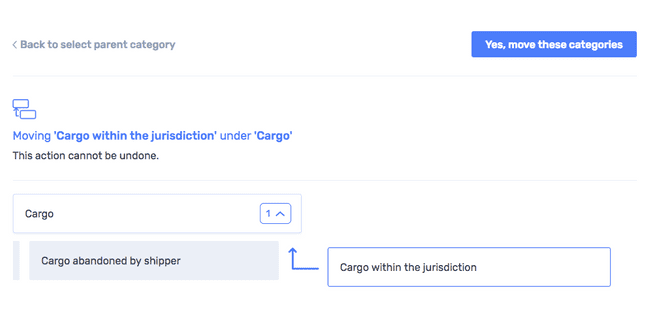 Back to select parent category
Yes, move these categories
Moving 'Cargo within the jurisdiction' under 'Cargo'
This action cannot be undone.
Cargo
1
Cargo abandoned by shipper
Cargo within the jurisdiction